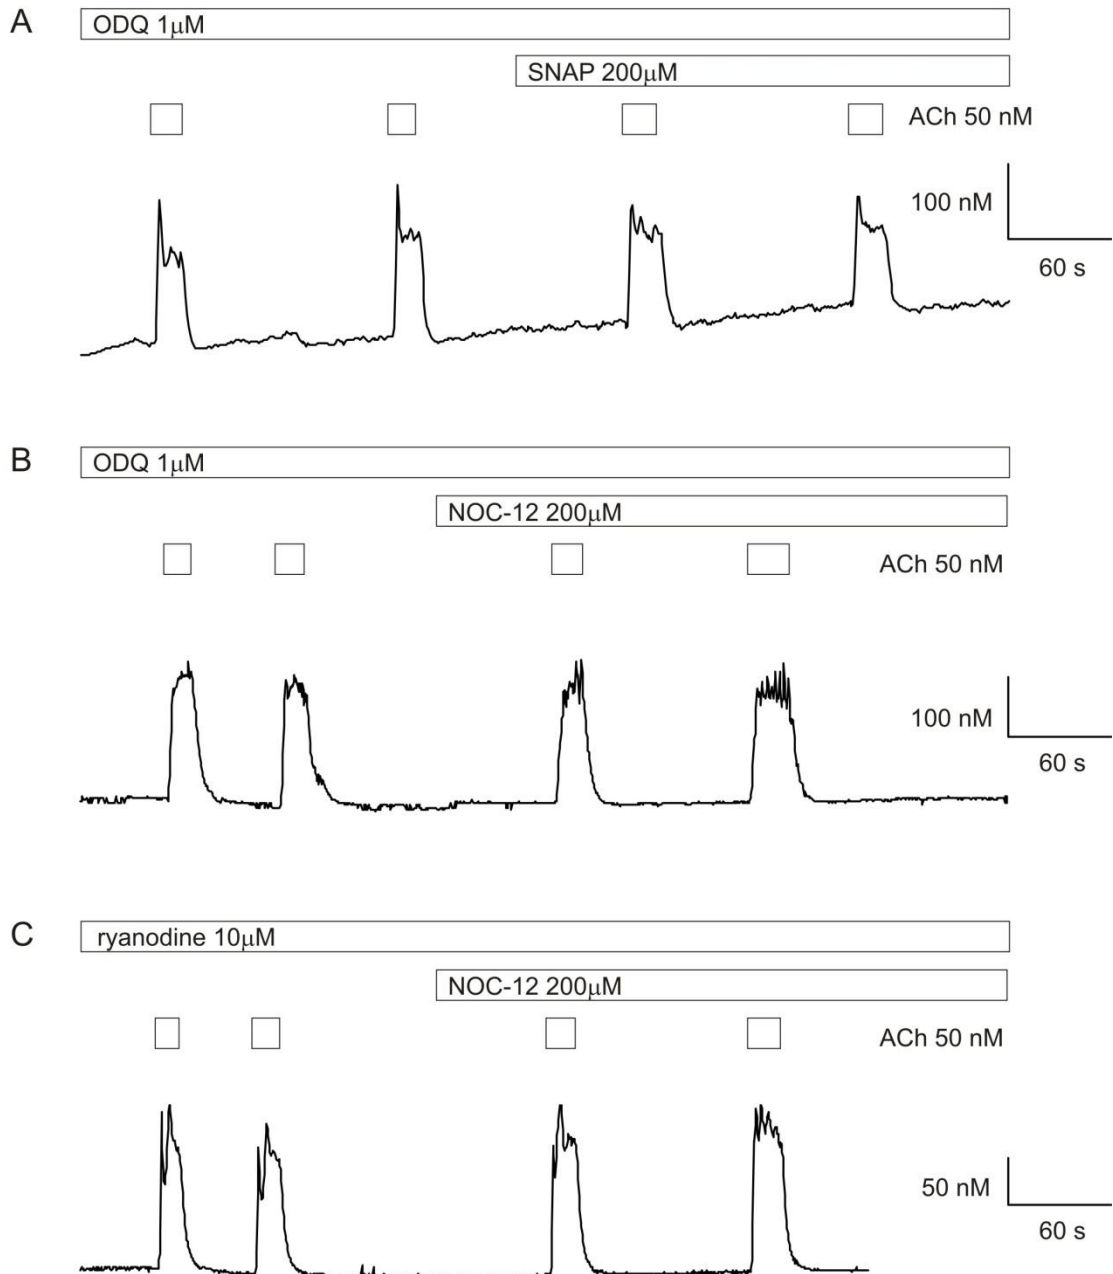 A
ODQ 1μM
SNAP 200μM
ACh 50 nM
100 nM
60 s
B
ODQ 1μM
NOC-12 200μM
ACh 50 nM
100 nM
60 s
C
ryanodine 10μM
NOC-12 200μM
ACh 50 nM
50 nM
60 s